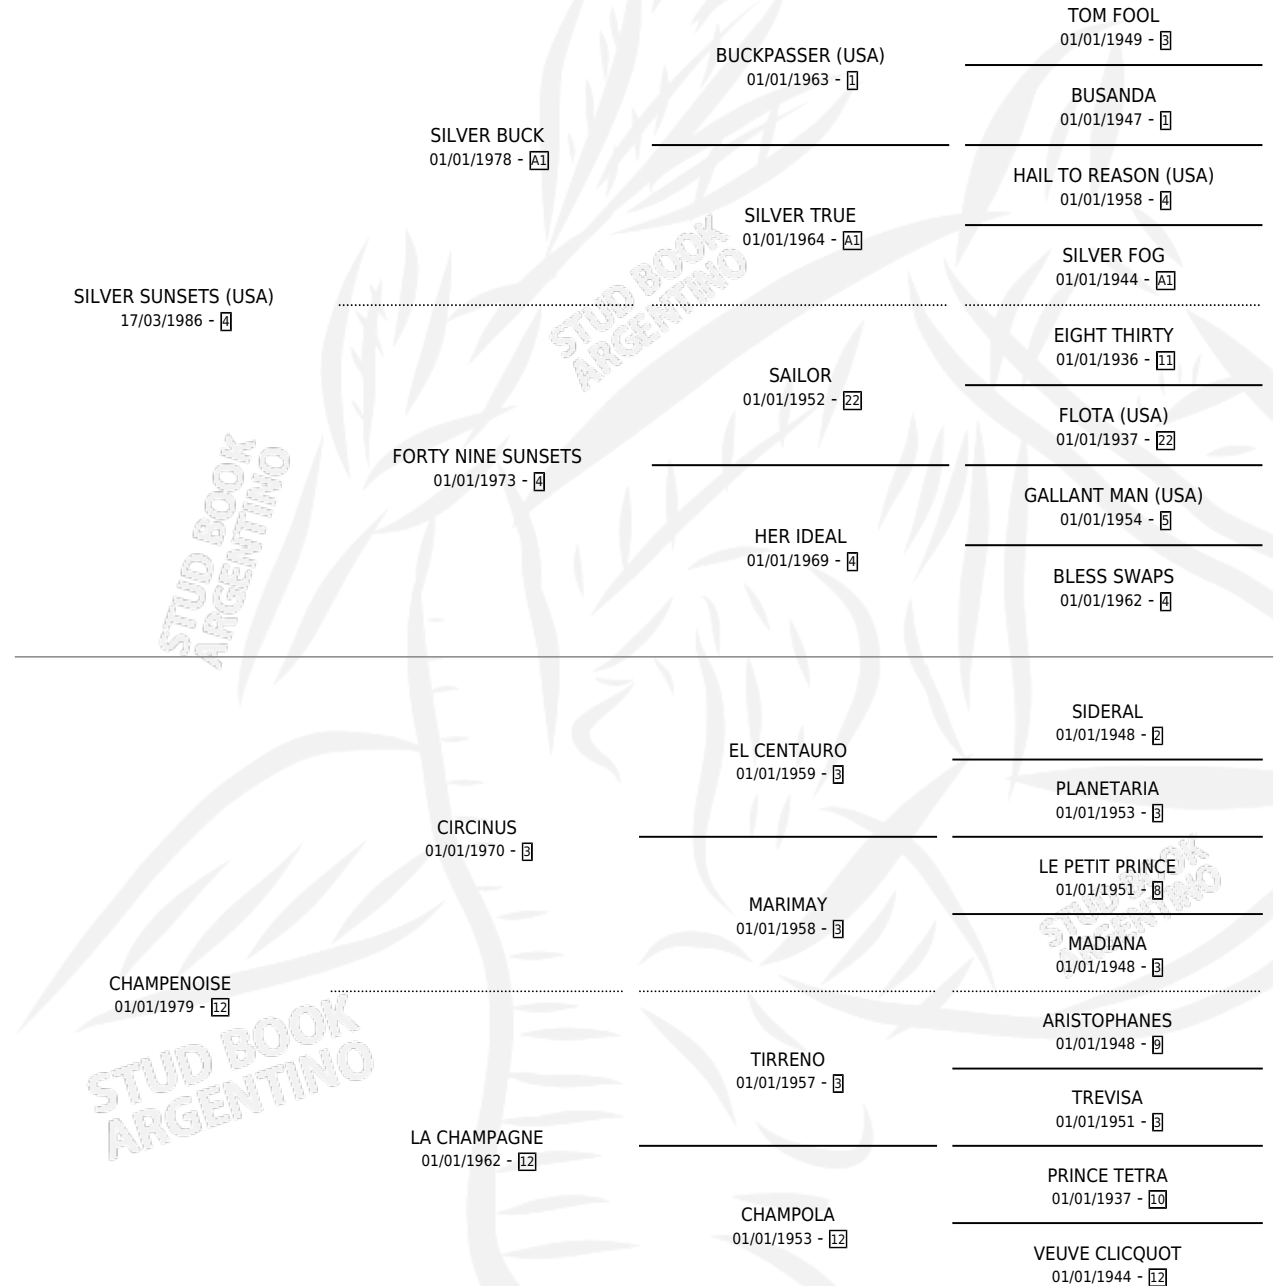 TOM FOOL
01/01/1949 - 3
BUCKPASSER (USA)
01/01/1963 - 1
BUSANDA
01/01/1947 - 1
SILVER BUCK
01/01/1978 - A1
HAIL TO REASON (USA)
01/01/1958 - 4
SILVER TRUE
01/01/1964 - A1
SILVER FOG
01/01/1944 - A1
SILVER SUNSETS (USA)
17/03/1986 - 4
STUD BOOK
ARGENTINO
EIGHT THIRTY
01/01/1936 - 11
SAILOR
01/01/1952 - 22
FLOTA (USA)
01/01/1937 - 22
FORTY NINE SUNSETS
01/01/1973 - 4
GALLANT MAN (USA)
01/01/1954 - 5
HER IDEAL
01/01/1969 - 4
BLESS SWAPS
01/01/1962 - 4
STUD BOOK
ARGENTINO
SIDERAL
01/01/1948 - 2
EL CENTAURO
01/01/1959 - 3
PLANETARIA
01/01/1953 - 3
CIRCINUS
01/01/1970 - 3
LE PETIT PRINCE
01/01/1951 - 8
MARIMAY
01/01/1958 - 3
STUD BOOK
ARGENTINO
MADIANA
01/01/1948 - 3
CHAMPENOISE
01/01/1979 - 12
ARISTOPHANES
01/01/1948 - 9
TIRRENO
01/01/1957 - 3
STUD BOOK
ARGENTINO
TREVISA
01/01/1951 - 3
LA CHAMPAGNE
01/01/1962 - 12
PRINCE TETRA
01/01/1937 - 10
CHAMPOLA
01/01/1953 - 12
VEUVE CLICQUOT
01/01/1944 - 12